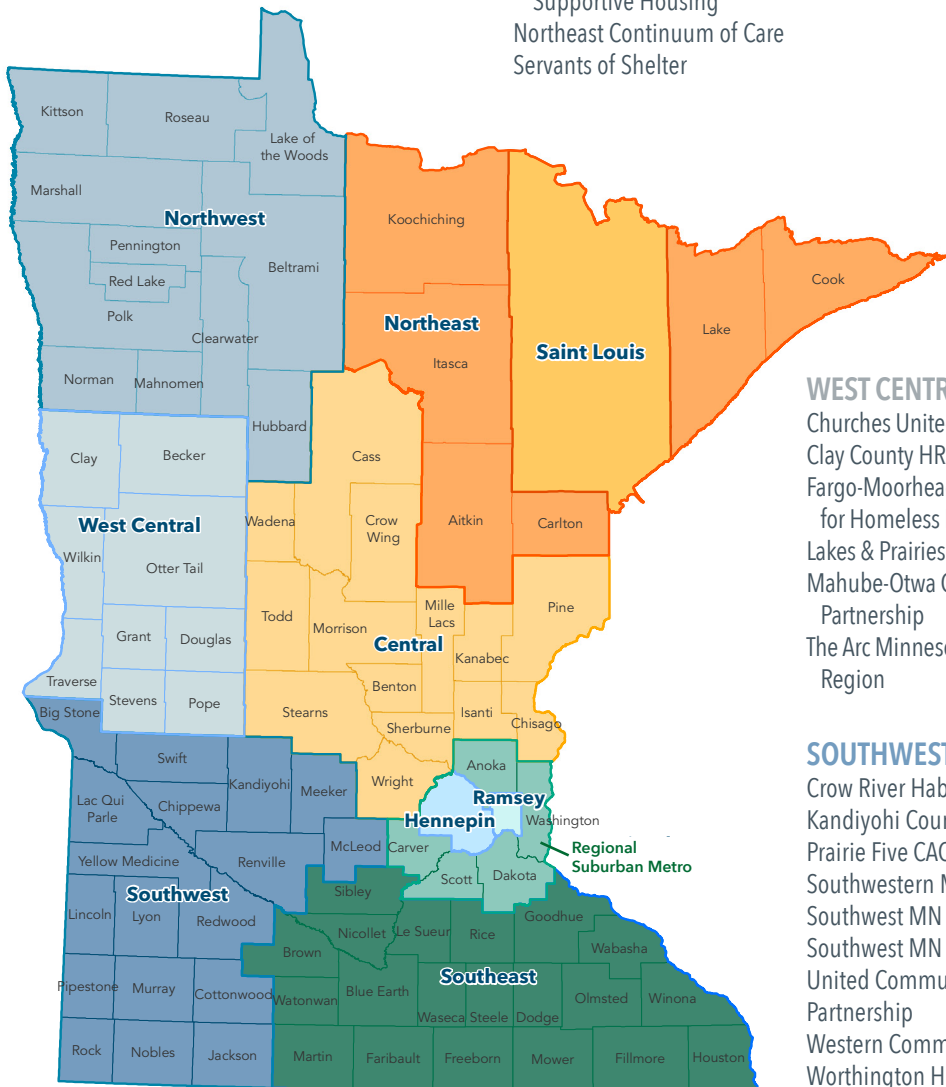 Supportive Housing
Northeast Continuum of Care
Servants of Shelter
Kittson
Roseau
Lake of
the Woods
Marshall
Northwest
Koochiching
Pennington
Beltrami
Red Lake
Cook
Polk
Northeast
Lake
Clearwater
Saint Louis
Itasca
Norman
Mahnomen
Hubbard
Clay
Becker
Cass
West Central
Wadena
Crow
Wing
Aitkin
Carlton
Wilkin
Otter Tail
Todd
Morrison
Mille
Lacs
Pine
Grant
Douglas
Central
Kanabec
Traverse
Stevens
Pope
Benton
Big Stone
Stearns
Sherburne
Isanti
Chisago
Swift
Anoka
Kandiyohi
Meeker
Wright
Lac Qui
Parle
Chippewa
Ramsey
Hennepin
Washington
Yellow Medicine
Renville
McLeod
Carver
Regional
Suburban Metro
Scott
Dakota
Southwest
Sibley
Lincoln
Lyon
Redwood
Nicollet
Le Sueur
Rice
Goodhue
Brown
Wabasha
Southeast
Pipestone
Murray
Cottonwood
Watonwan
Blue Earth
Waseca
Steele
Dodge
Olmsted
Winona
Rock
Nobles
Jackson
Martin
Faribault
Freeborn
Mower
Fillmore
Houston
WEST CENTR
Churches Unite
Clay County HR
Fargo-Moorhea
for Homeless
Lakes & Prairies
Mahube-Otwa C
Partnership
The Arc Minneso
Region
SOUTHWEST
Crow River Hab
Kandiyohi Coun
Prairie Five CAC
Southwestern M
Southwest MN
Southwest MN
United Commu
Partnership
Western Comm
Worthington H